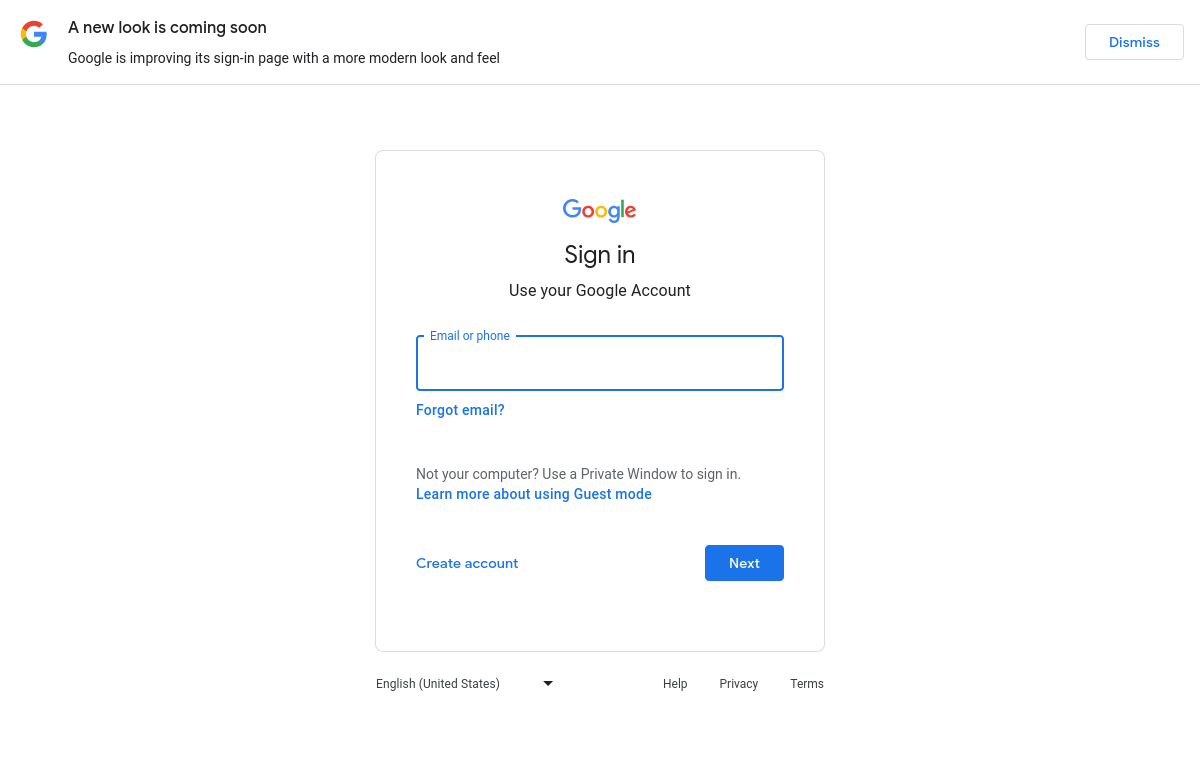 A new look is coming soon
Google is improving its sign-in page with a more modern look and feel
Dismiss
Google
Sign in
Use your Google Account
Email or phone
Forgot email?
Not your computer? Use a Private Window to sign in.
Learn more about using Guest mode
Create account
Next
English (United States)
Help
Privacy
Terms